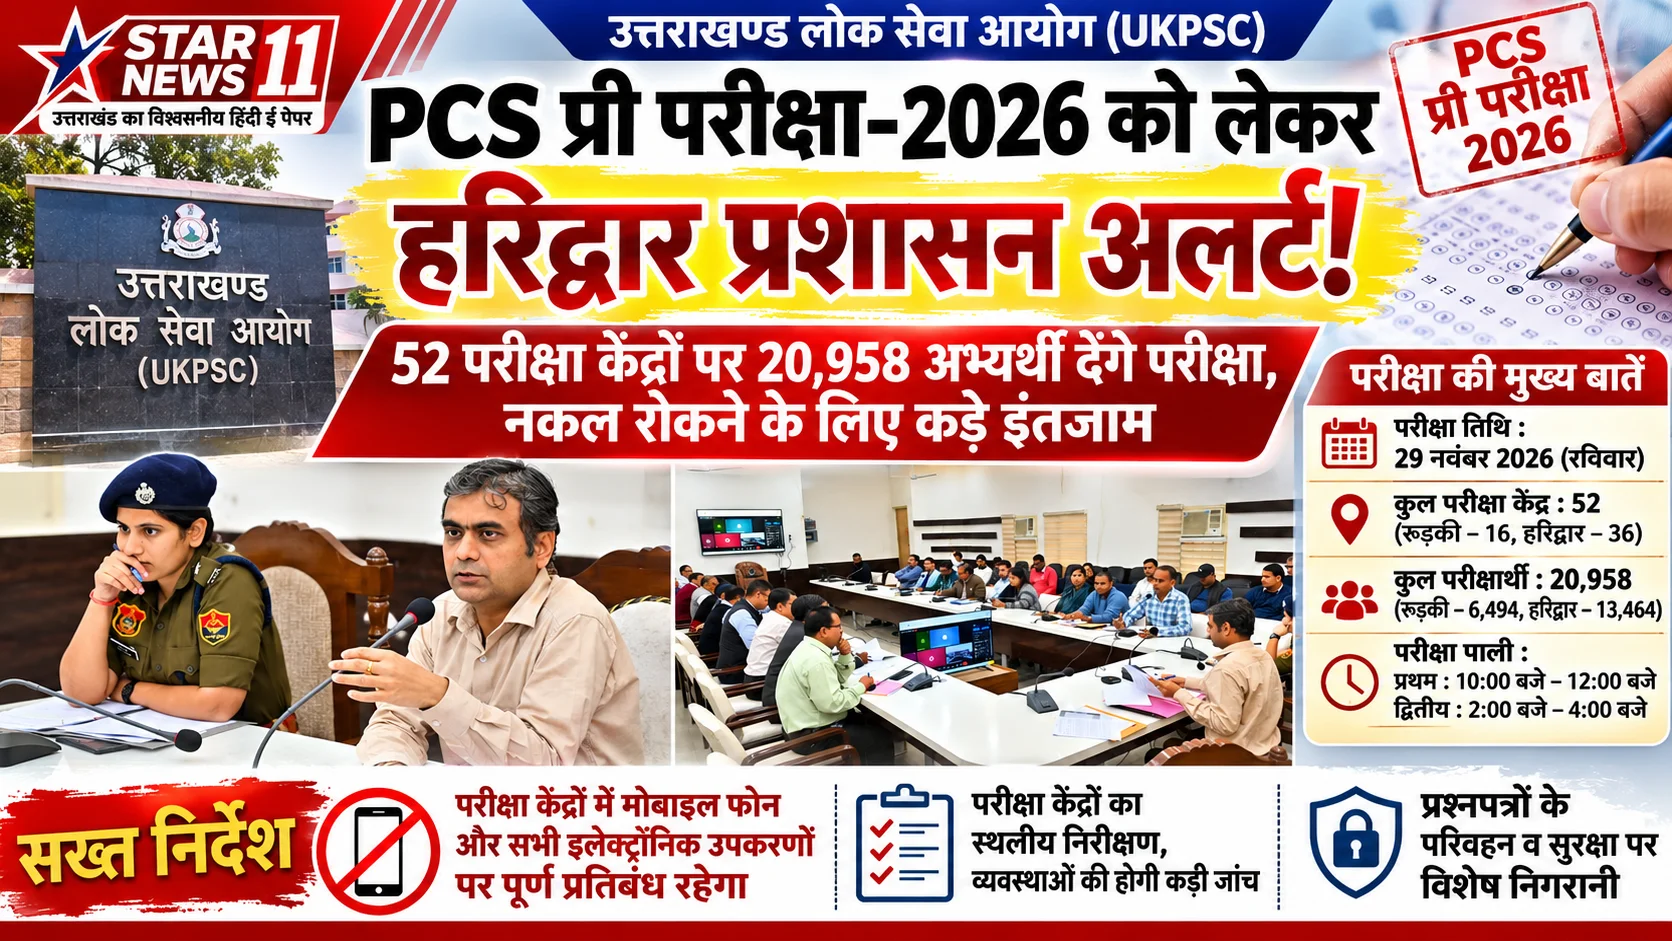 STAR
NEWS 11
उत्तराखंड का विश्वसनीय हिंदी ई पेपर
उत्तराखण्ड लोक सेवा आयोग (UKPSC)
PCS
प्री परीक्षा
2026
PCS प्री परीक्षा-2026 को लेकर
हरिद्वार प्रशासन अलर्ट!
उत्तराखण्ड
लोक सेवा आयोग
(UKPSC)
52 परीक्षा केंद्रों पर 20,958 अभ्यर्थी देंगे परीक्षा,
नकल रोकने के लिए कड़े इंतजाम
परीक्षा की मुख्य बातें
परीक्षा तिथि :
29 नवंबर 2026 (रविवार)
कुल परीक्षा केंद्र : 52
(रूड़की – 16, हरिद्वार – 36)
कुल परीक्षार्थी : 20,958
(रूड़की – 6,494, हरिद्वार – 13,464)
परीक्षा पाली :
प्रथम : 10:00 बजे – 12:00 बजे
द्वितीय : 2:00 बजे – 4:00 बजे
सख्त निर्देश
परीक्षा केंद्रों में मोबाइल फोन
और सभी इलेक्ट्रॉनिक उपकरणों
पर पूर्ण प्रतिबंध रहेगा
परीक्षा केंद्रों का
स्थलीय निरीक्षण,
व्यवस्थाओं की होगी कड़ी जांच
प्रश्नपत्रों के
परिवहन व सुरक्षा पर
विशेष निगरानी